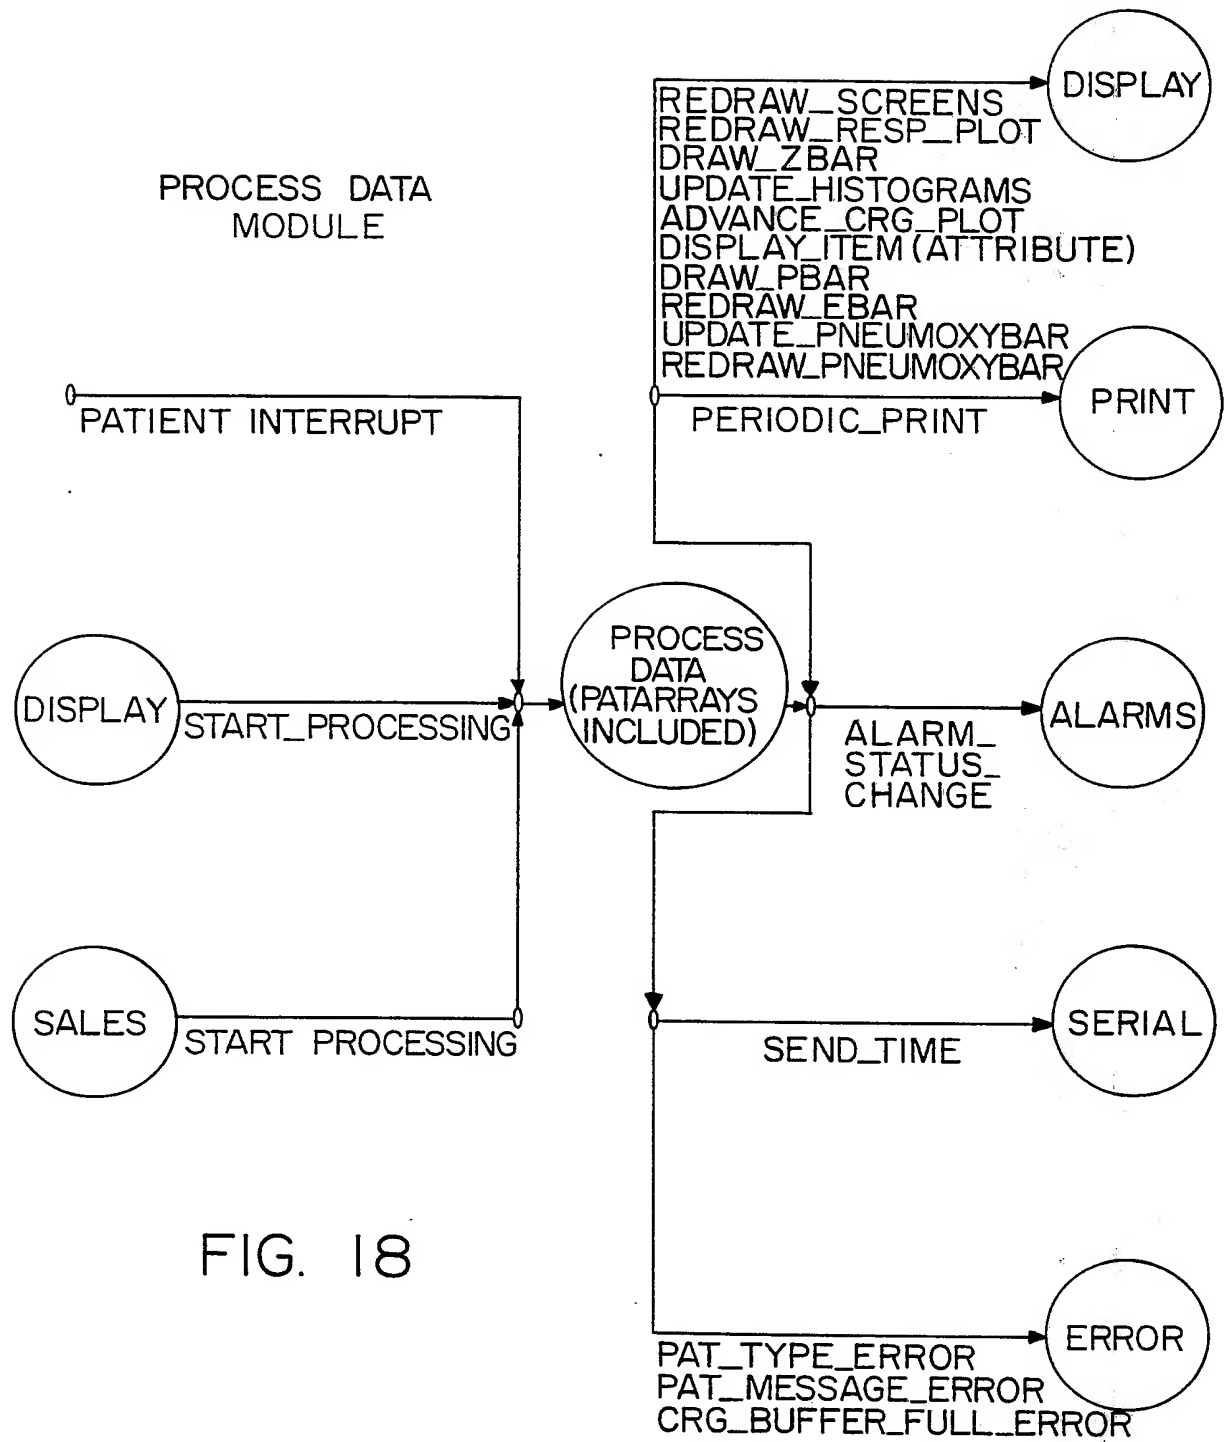 DISPLAY
REDRAW_SCREENS
REDRAW_RESP_PLOT
DRAW_ZBAR
UPDATE_HISTOGRAMS
ADVANCE_CRG_PLOT
DISPLAY_ITEM (ATTRIBUTE)
DRAW_PBAR
REDRAW_EBAR
UPDATE_PNEUMOXYBAR
REDRAW_PNEUMOXYBAR
PROCESS DATA
MODULE
PRINT
PERIODIC_PRINT
PATIENT INTERRUPT
DISPLAY
START_PROCESSING
PROCESS
DATA
(PATARRAYS
INCLUDED)
ALARMS
ALARM_
STATUS_
CHANGE
SALES
START PROCESSING
SERIAL
SEND_TIME
FIG. 18
ERROR
PAT_TYPE_ERROR
PAT_MESSAGE_ERROR
CRG_BUFFER_FULL_ERROR